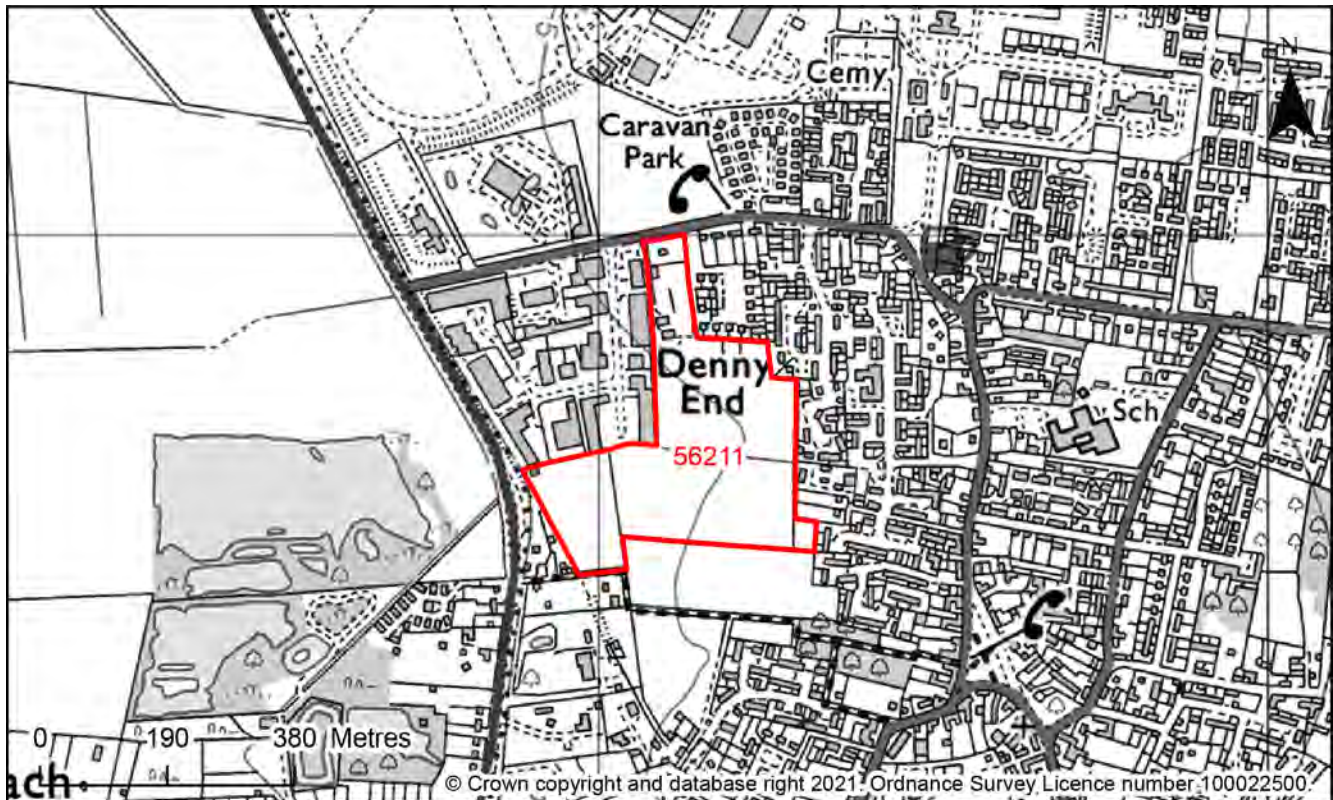 5
N
Cemy
Caravan
Park
Denny
End
56211
Sch
0 190 380 Metres
ach
© Crown copyright and database right 2021. Ordnance Survey Licence number 100022500.